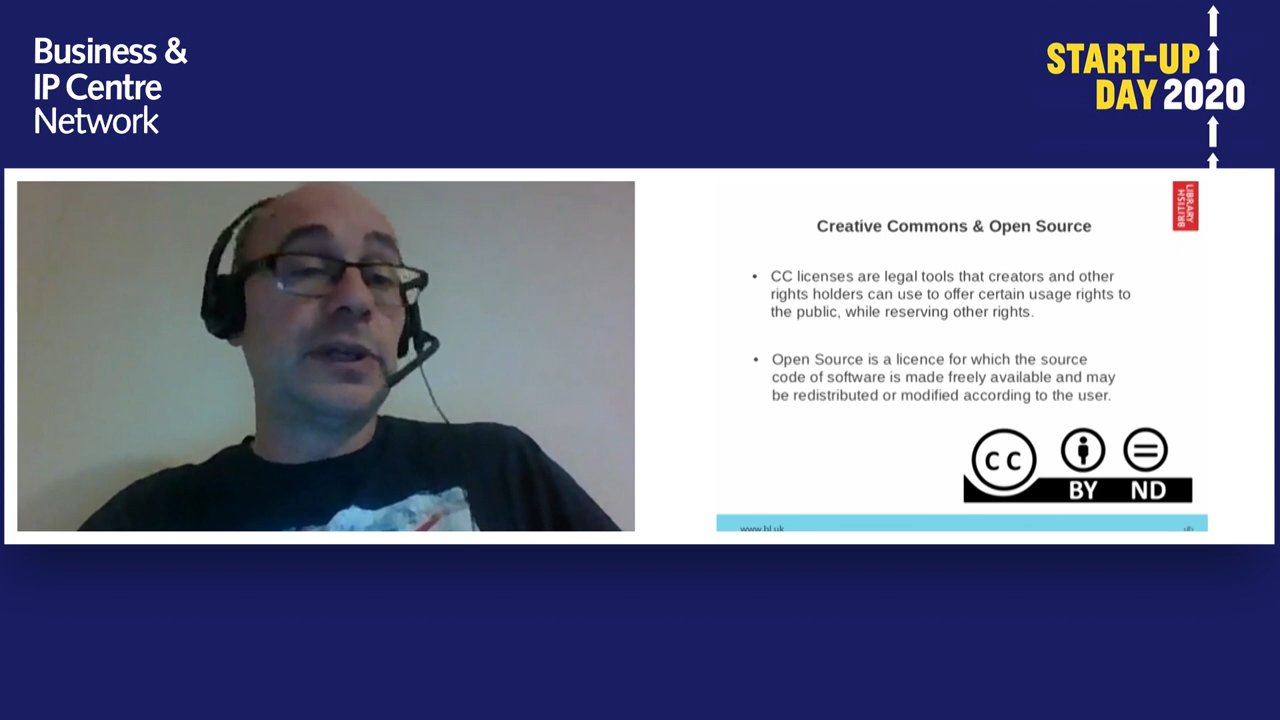 Business &
IP Centre
Network
START-UP
DAY 2020
BRITISH
LIBRARY
Creative Commons & Open Source
• CC licenses are legal tools that creators and other
rights holders can use to offer certain usage rights to
the public, while reserving other rights.
• Open Source is a licence for which the source
code of software is made freely available and may
be redistributed or modified according to the user.
CC
BY ND
www.bl.uk